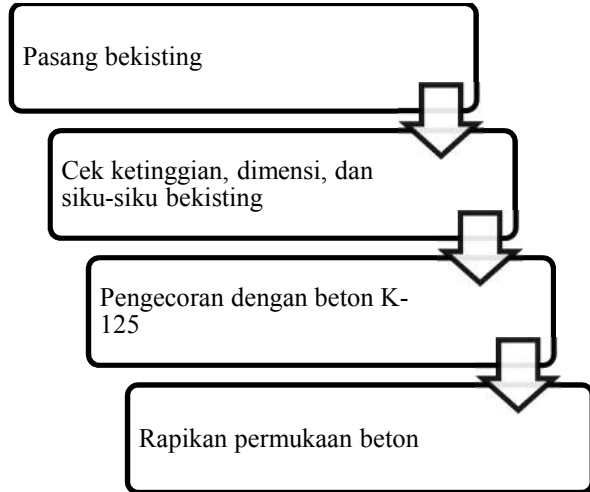 Pasang bekisting
Cek ketinggian, dimensi, dan
siku-siku bekisting
Pengecoran dengan beton K-
125
Rapikan permukaan beton